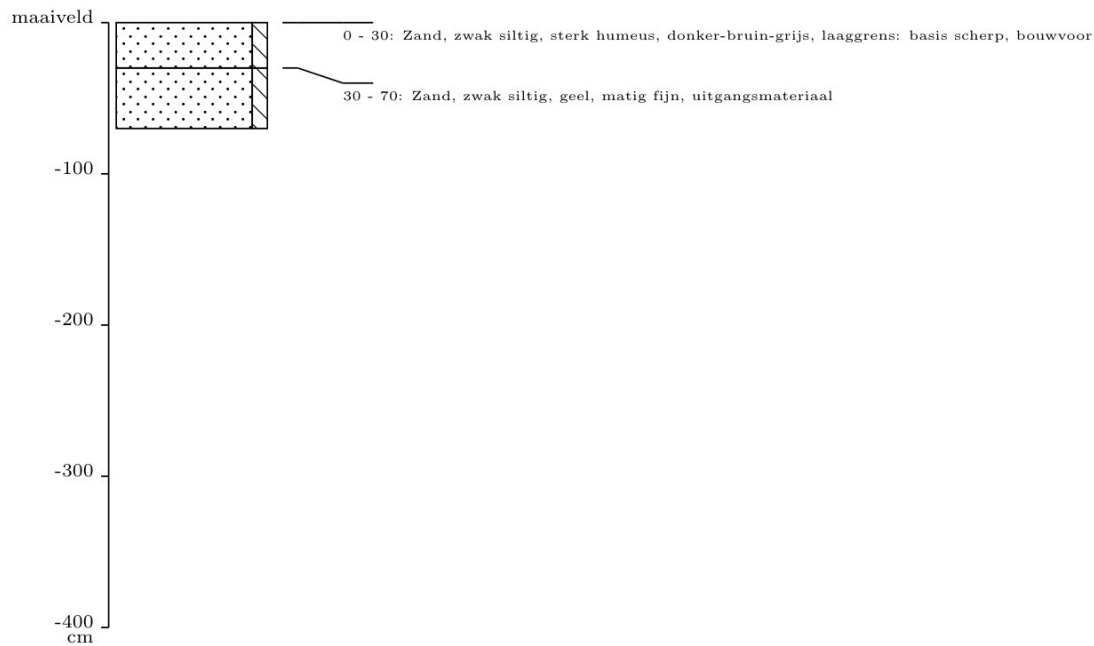 maaiveld
0 - 30: Zand, zwak siltig, sterk humeus, donker-bruin-grijs, laaggrens: basis scherp, bouwvoor
30 - 70: Zand, zwak siltig, geel, matig fijn, uitgangsmateriaal
-100
-200
-300
-400
cm